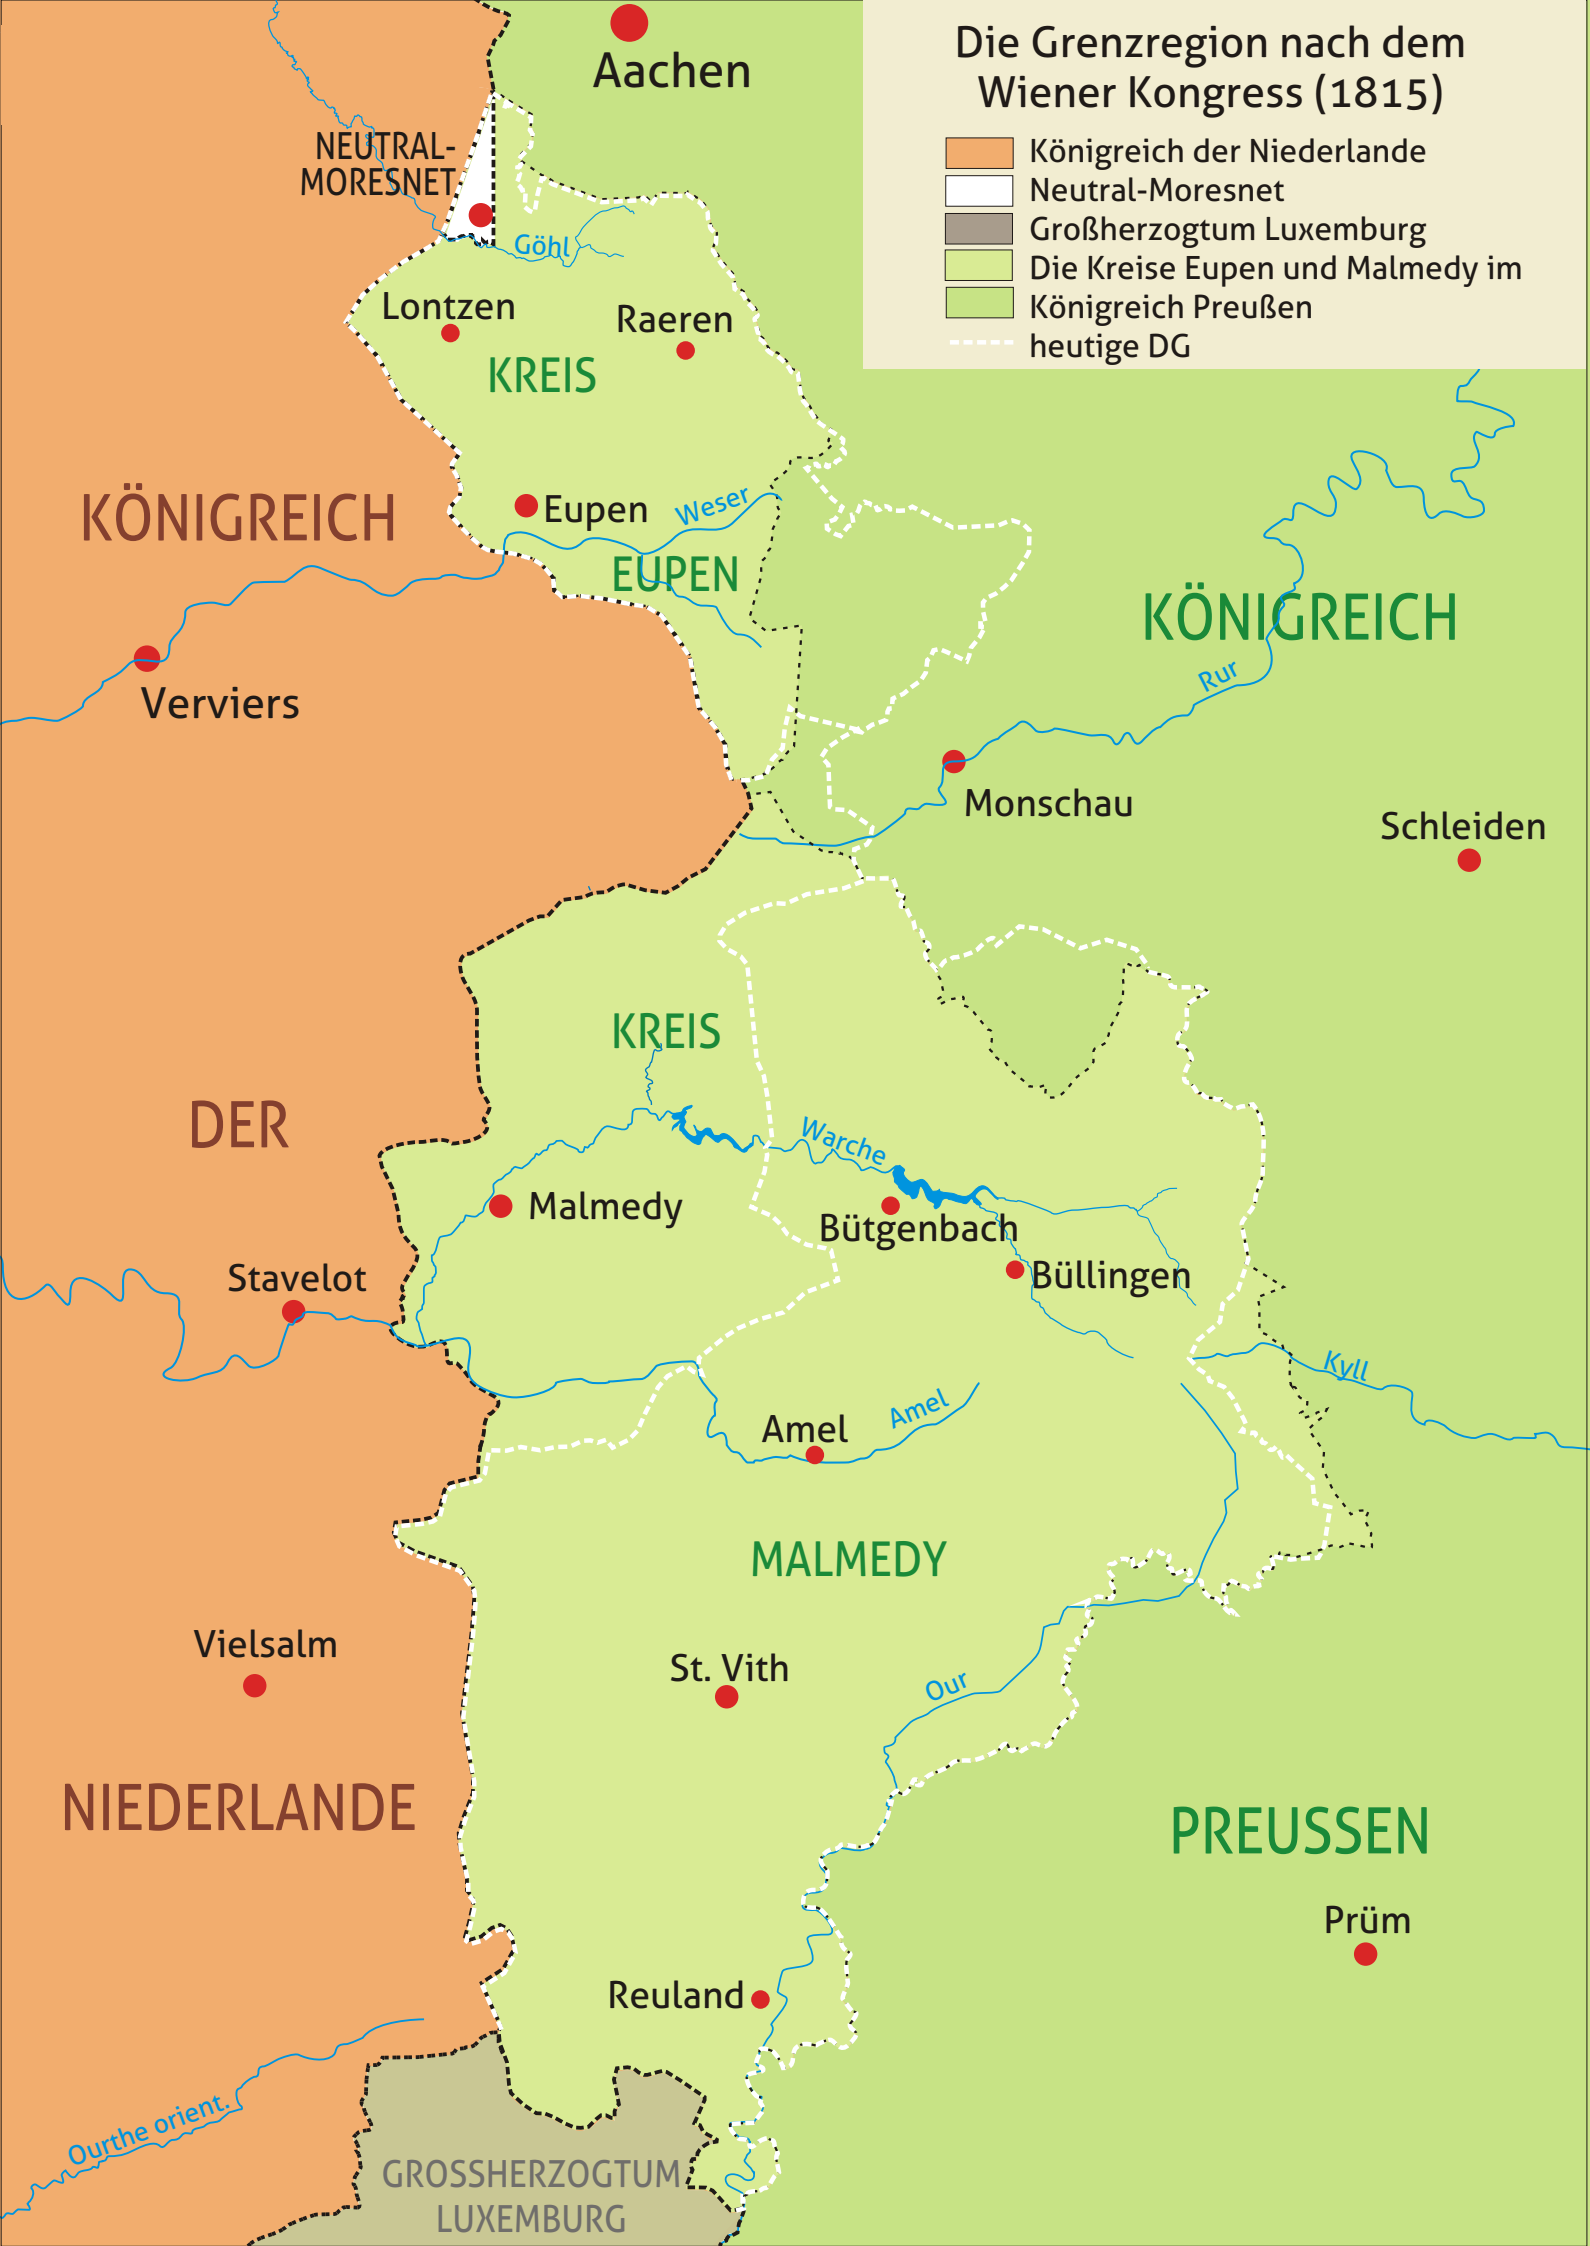 Die Grenzregion nach dem
Wiener Kongress (1815)
Königreich der Niederlande
Neutral-Moresnet
Großherzogtum Luxemburg
Die Kreise Eupen und Malmedy im
Königreich Preußen
heutige DG
Aachen
NEUTRAL-
MORESNET
Göhl
Lontzen
Raeren
KREIS
KÖNIGREICH
Eupen
Weser
EUPEN
KÖNIGREICH
Rur
Verviers
Monschau
Schleiden
KREIS
DER
Warche
Malmedy
Bütgenbach
Stavelot
Büllingen
Kyll
Amel
Amel
MALMEDY
Vielsalm
St. Vith
Our
NIEDERLANDE
PREUSSEN
Prüm
Reuland
Ourthe orient.
GROSSHERZOGTUM
LUXEMBURG